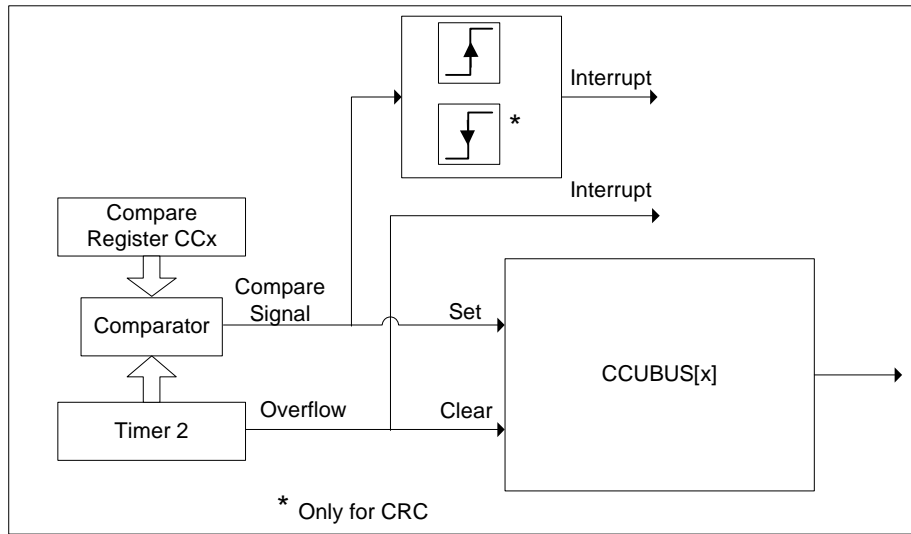 Interrupt
*
Interrupt
Compare
Register CCx
Compare
Signal
Comparator
Set
CCUBUS[x]
Overflow
Clear
Timer 2
* Only for CRC